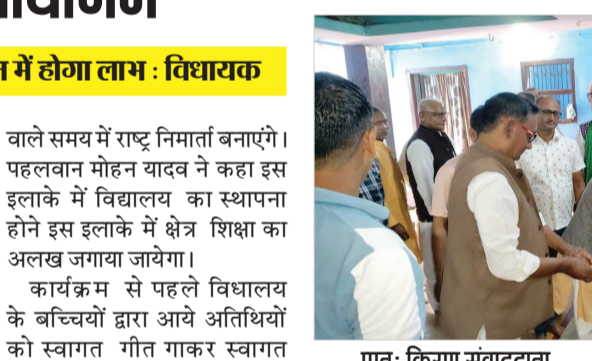 में होगा लाभ : विधायक
वाले समय में राष्ट्र निमार्ता बनाएंगे।
पहलवान मोहन यादव ने कहा इस
इलाके में विद्यालय का स्थापना
होने इस इलाके में क्षेत्र शिक्षा का
अलख जगाया जायेगा।
कार्यक्रम से पहले विधालय
के बच्चियों द्वारा आये अतिथियों
को स्वागत गीत गाकर स्वागत